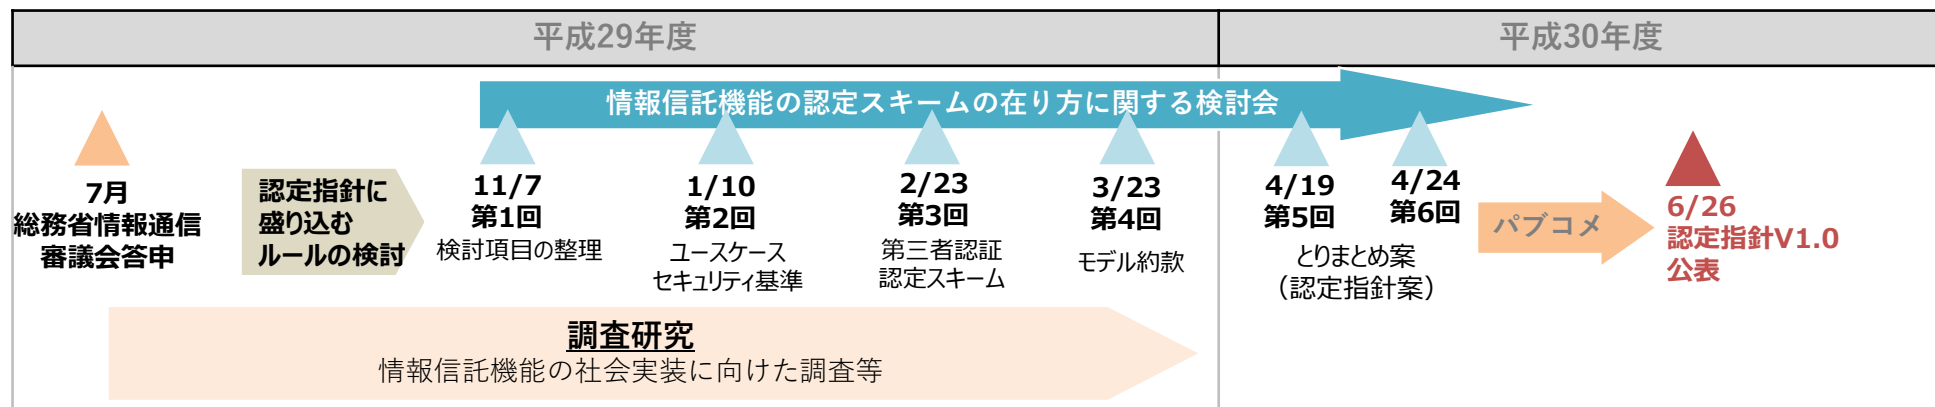 平成29年度
平成30年度
情報信託機能の認定スキームの在り方に関する検討会
7月
総務省情報通信
審議会答申
認定指針に
盛り込む
ルールの検討
11/7
第1回
検討項目の整理
1/10
第2回
ユースケース
セキュリティ基準
2/23
第3回
第三者認証
認定スキーム
3/23
第4回
モデル約款
4/19
第5回
4/24
第6回
とりまとめ案
（認定指針案）
パブコメ
6/26
認定指針V1.0
公表
調査研究
情報信託機能の社会実装に向けた調査等